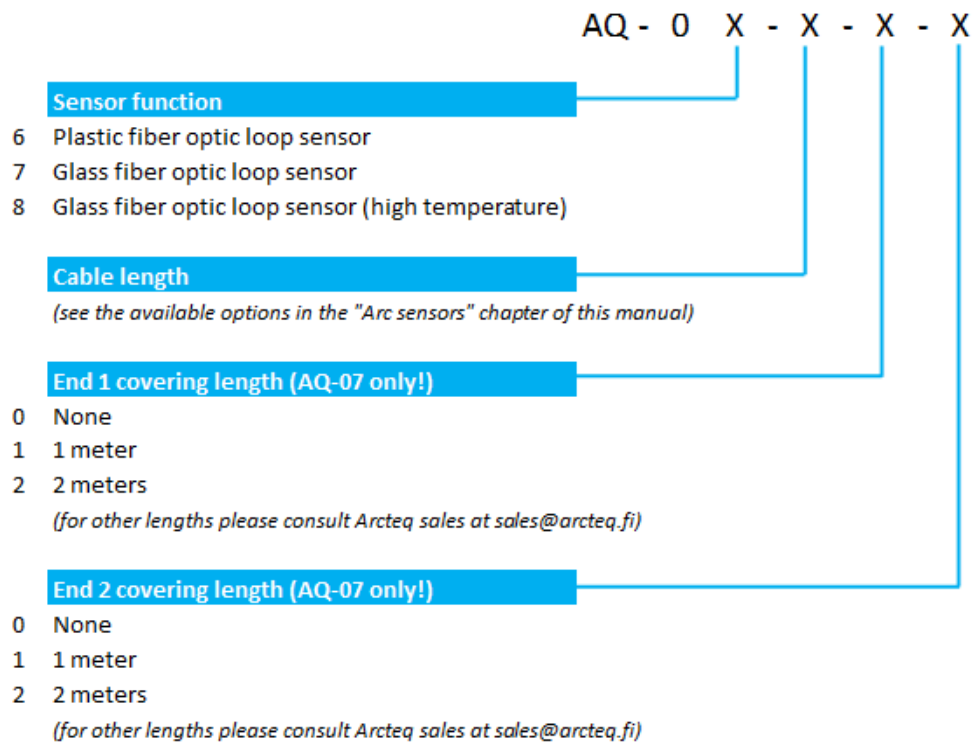 AQ - 0 X - X - X - X
Sensor function
6 Plastic fiber optic loop sensor
7 Glass fiber optic loop sensor
8 Glass fiber optic loop sensor (high temperature)
Cable length
(see the available options in the "Arc sensors" chapter of this manual)
End 1 covering length (AQ-07 only!)
0 None
1 1 meter
2 2 meters
(for other lengths please consult Arcteq sales at sales@arcteq.fi)
End 2 covering length (AQ-07 only!)
0 None
1 1 meter
2 2 meters
(for other lengths please consult Arcteq sales at sales@arcteq.fi)